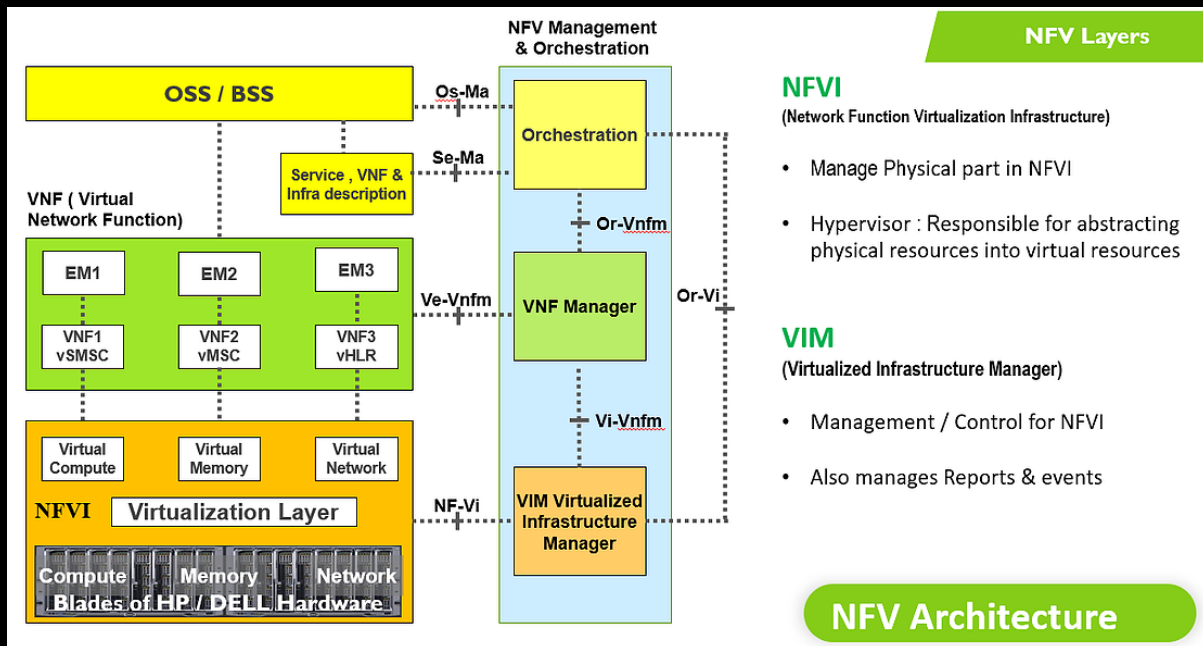 NFV Management
& Orchestration
NFV Layers
OSS / BSS
Os-Ma
Orchestration
Service , VNF &
Infra description
Se-Ma
VNF ( Virtual
Network Function)
Or-Vnfm
EM1
EM2
EM3
Ve-Vnfm
VNF Manager
Or-Vi
VNF1
vSMSC
VNF2
vMSC
VNF3
vHLR
Vi-Vnfm
Virtual
Compute
Virtual
Memory
Virtual
Network
NFVI
Virtualization Layer
NF-Vi
VIM Virtualized
Infrastructure
Manager
Compute
Memory
Network
Blades of HP / DELL Hardware
NFVI
(Network Function Virtualization Infrastructure)
• Manage Physical part in NFVI
• Hypervisor : Responsible for abstracting
physical resources into virtual resources
VIM
(Virtualized Infrastructure Manager)
• Management / Control for NFVI
• Also manages Reports & events
NFV Architecture